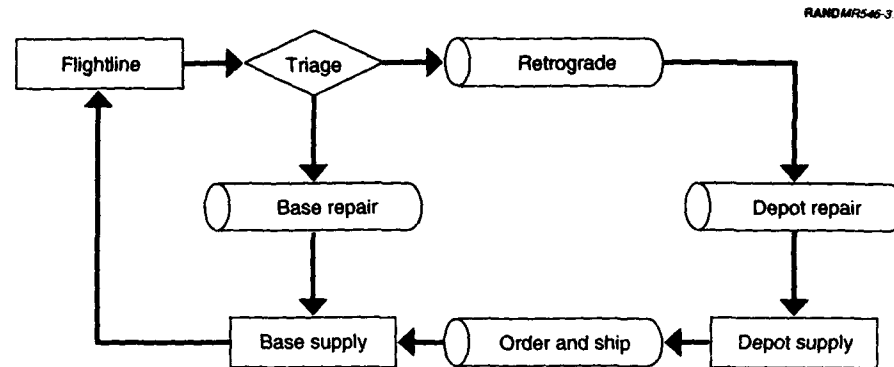 RANDMR546-3.
Flightline
Triage
Retrograde
Base repair
Depot repair
Base supply
Order and ship
Depot supply